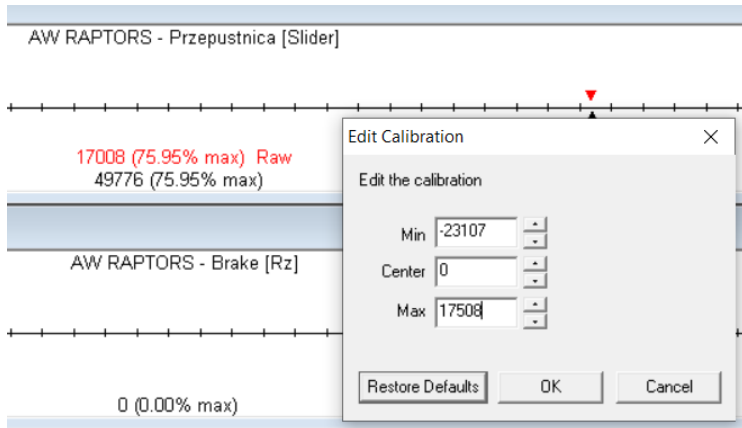 AW RAPTORS - Przepustnica [Slider]
17008 (75.95% max) Raw
49776 (75.95% max)
AW RAPTORS - Brake [Rz]
0 (0.00% max)
Edit Calibration
Edit the calibration
Min -23107
Center 0
Max 17508
Restore Defaults OK Cancel